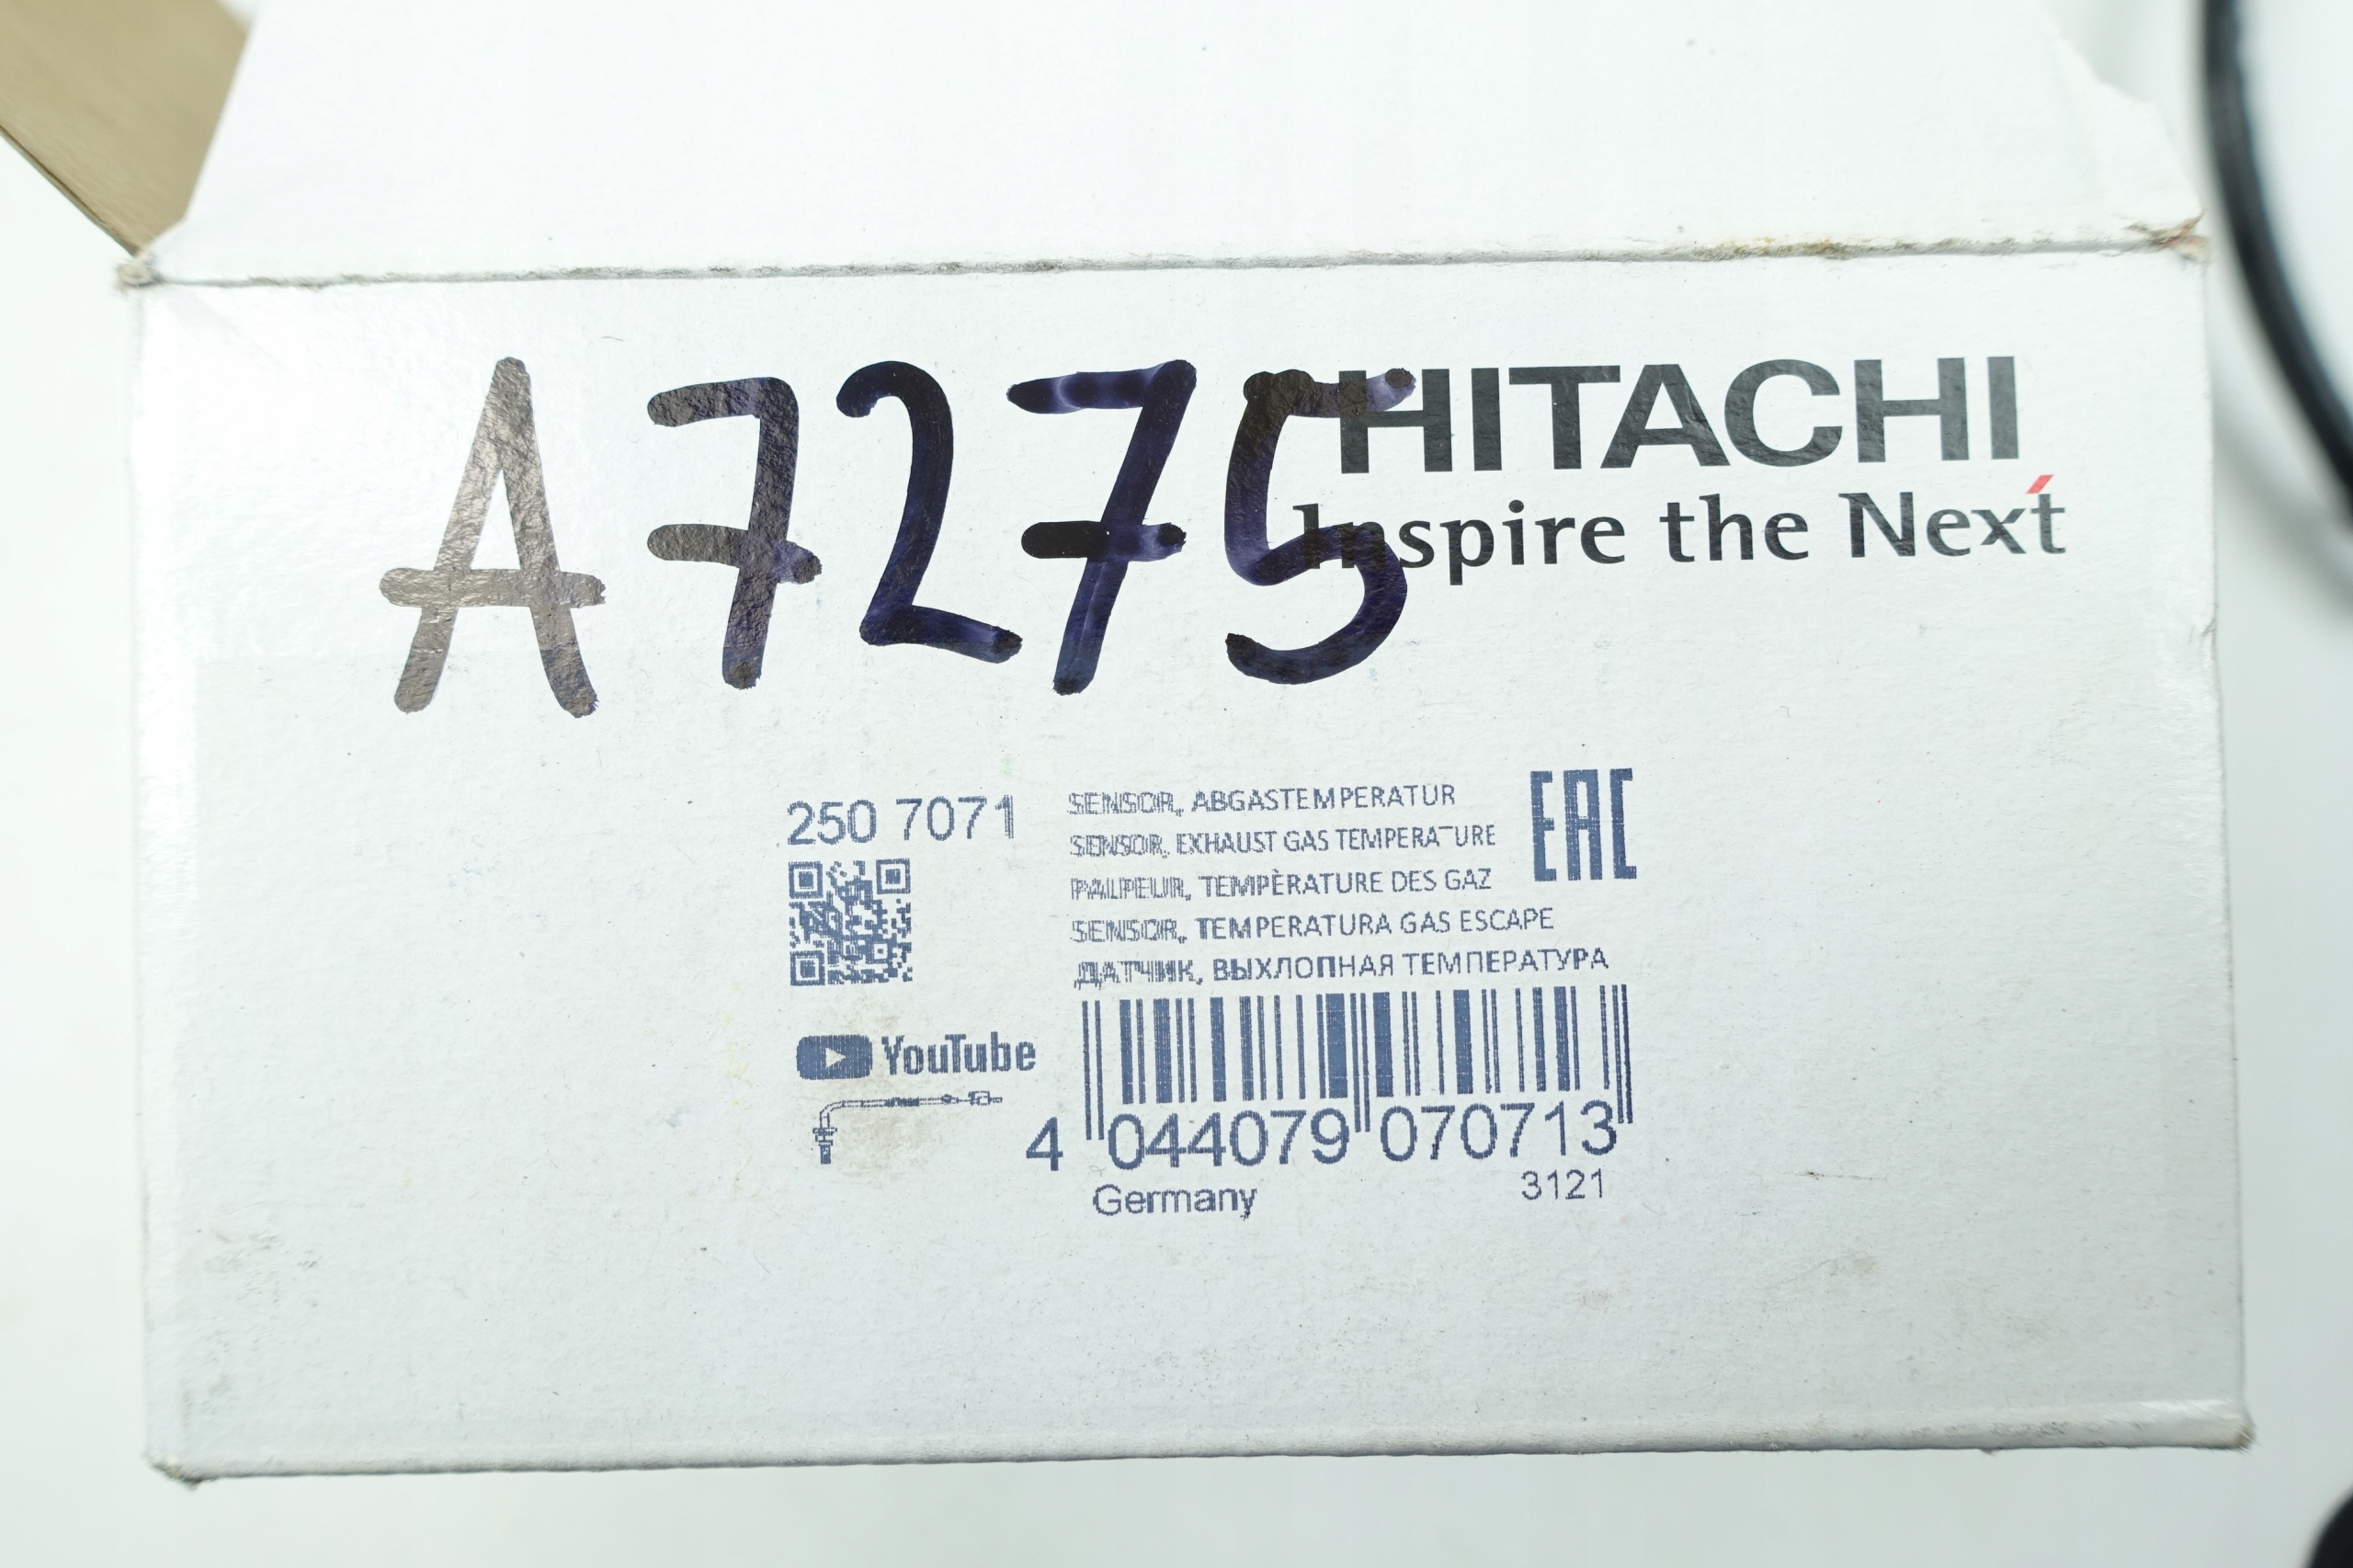 A7275
HITACHI
Inspire the Next
250 7071
SENSOR, ABGASTEMPERATUR
SENSOR, EXHAUST GAS TEMPERATURE
PALPEUR, TEMPÈRATURE DES GAZ
SENSOR, TEMPERATURA GAS ESCAPE
ДАТЧИК, ВЫХЛОПНАЯ ТЕМПЕРАТУРА
EAC
YouTube
4 044079 070713
Germany
3121